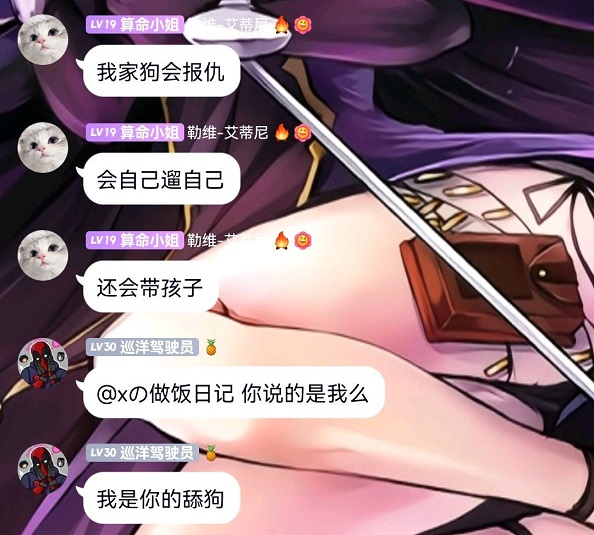 LV19 算命小姐 勒维-艾蒂尼
我家狗会报仇
LV19 算命小姐 勒维-艾蒂尼
会自己遛自己
LV19 算命小姐 勒维-艾蒂尼
还会带孩子
LV30 巡洋驾驶员
@xの做饭日记 你说的是我么
LV30 巡洋驾驶员
我是你的舔狗